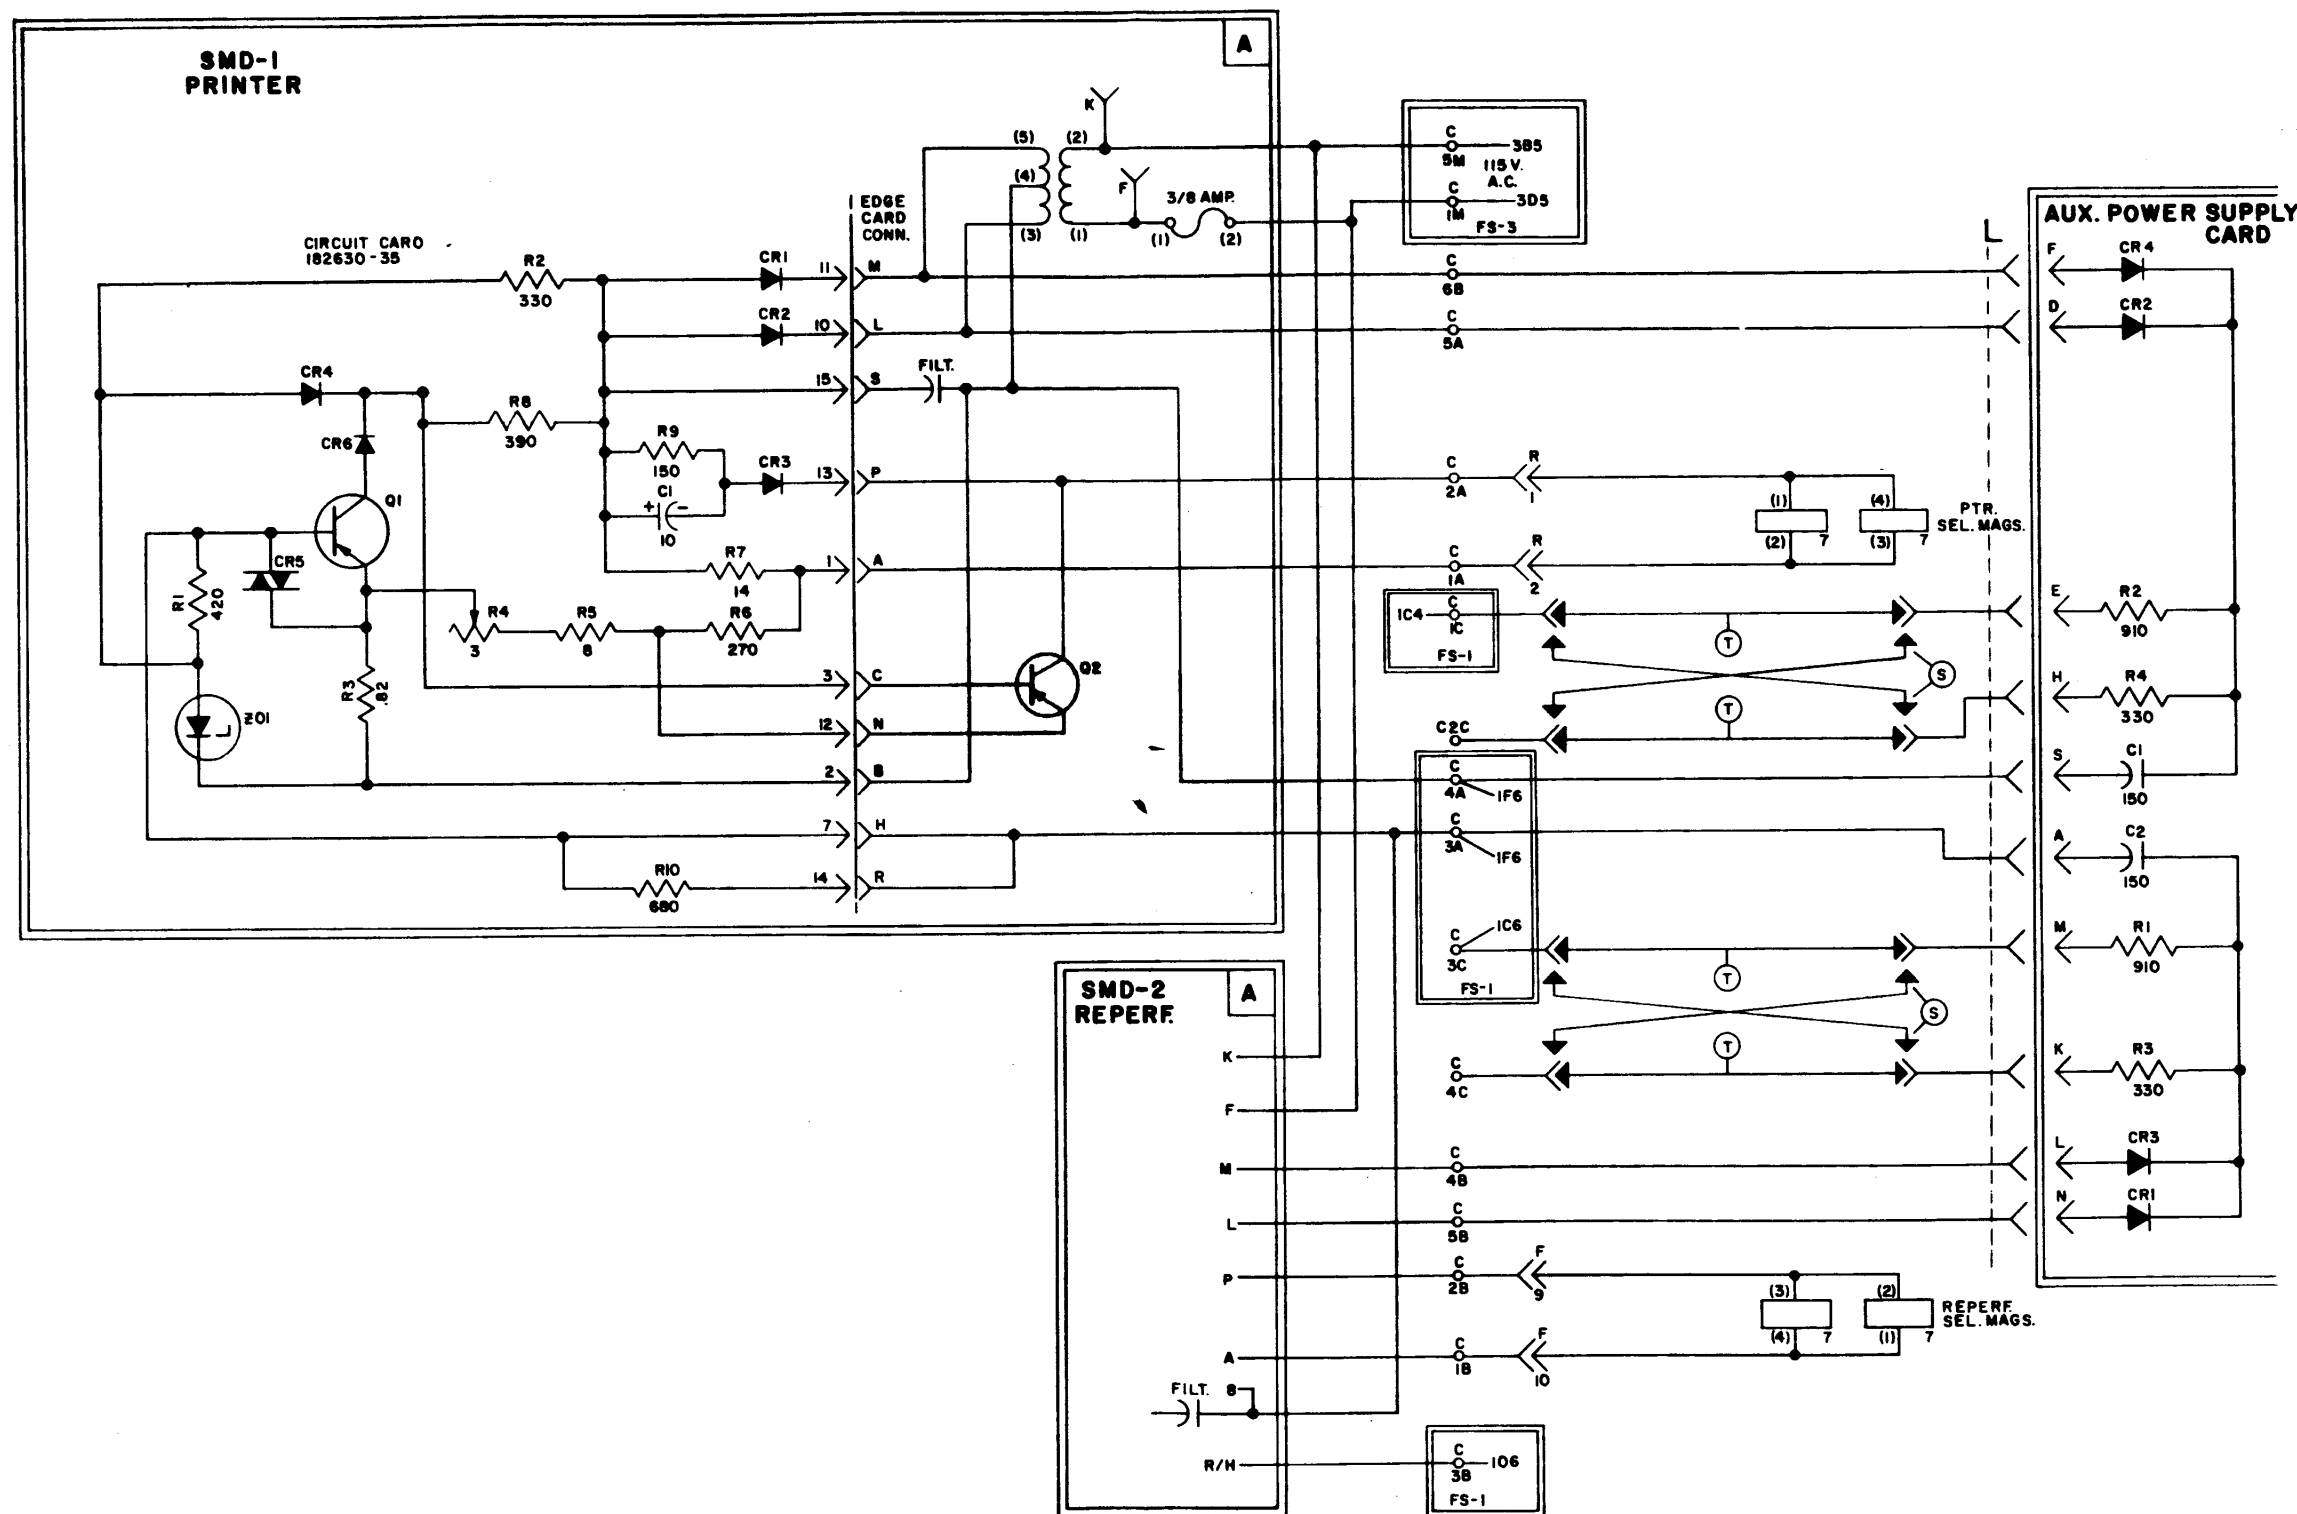 SMD-1
PRINTER
A
CIRCUIT CARO
182630-35
EDGE
CARD
CONN.
K
(5)
(2)
(4)
F
3/8 AMP.
(3)
(1)
(1)
(2)
C
5M
3B5
115 V.
A.C.
C
1M
3D5
FS-3
L
AUX. POWER SUPPLY
CARD
R2
330
CR1
11
M
C
6B
F
CR4
CR2
10
L
C
5A
D
CR2
CR4
15
S
FILT.
R8
390
CR6
R9
150
C1
+
-
10
CR3
13
P
C
2A
R
1
(1)
(4)
(2)
7
(3)
7
PTR.
SEL. MAGS.
Q1
CR5
R1
420
R7
14
1
A
C
1A
R
2
R4
3
R5
8
R6
270
1C4
C
1C
FS-1
T
S
E
R2
910
R3
82
3
C
Q2
H
R4
330
ZO1
12
N
C2C
T
2
B
C
4A
1F6
S
C1
150
7
H
C
3A
1F6
A
C2
150
R10
680
14
R
1C6
C
3C
FS-1
T
S
M
R1
910
SMD-2
REPERF.
A
K
C
4C
T
K
R3
330
F
M
C
4B
L
CR3
L
C
5B
N
CR1
P
C
2B
F
9
(3)
(2)
(4)
7
(1)
7
REPERF.
SEL. MAGS.
A
C
1B
F
10
FILT.
8
R/H
C
3B
1O6
FS-1